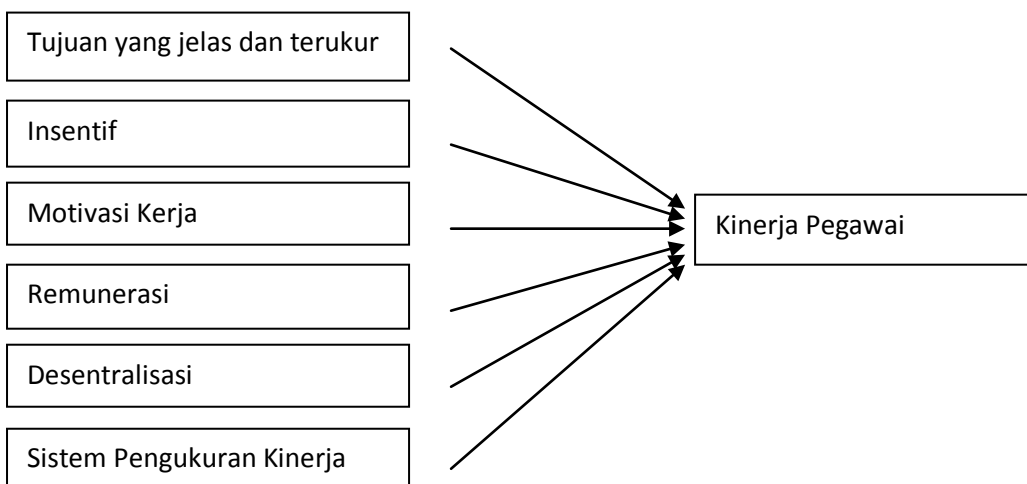 Tujuan yang jelas dan terukur
Insentif
Motivasi Kerja
Remunerasi
Desentralisasi
Sistem Pengukuran Kinerja
Kinerja Pegawai